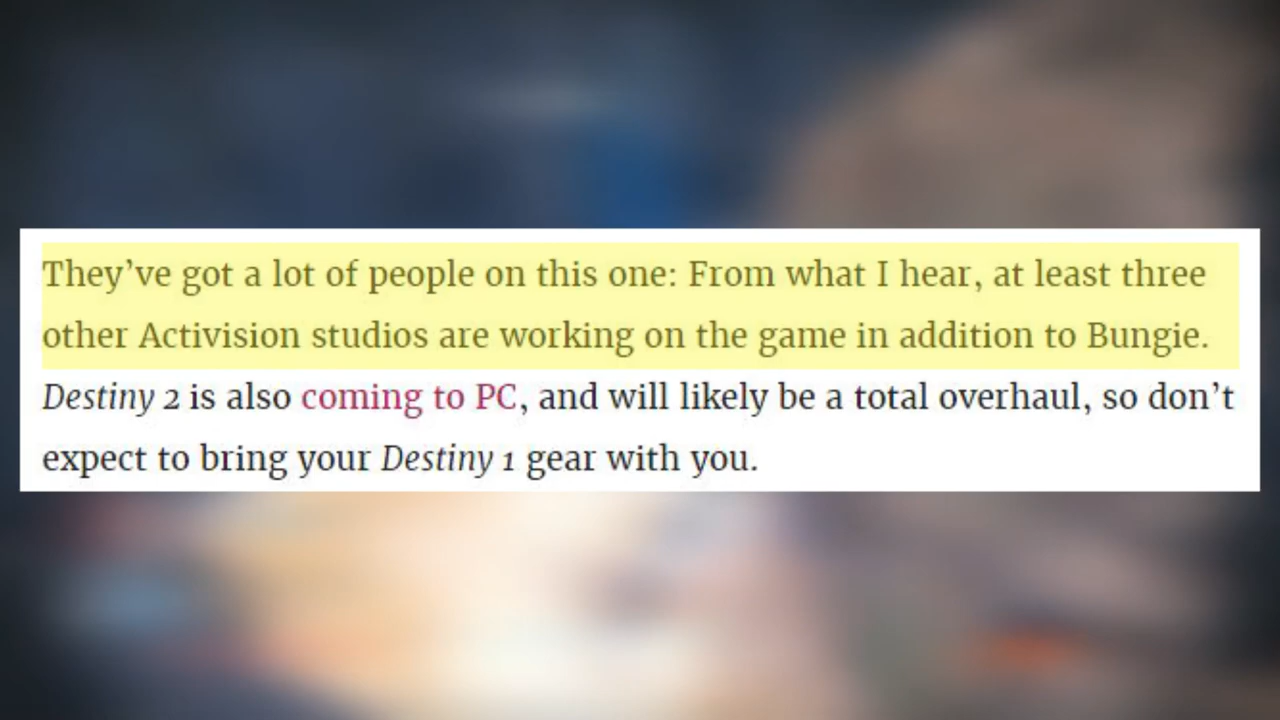 They’ve got a lot of people on this one: From what I hear, at least three
other Activision studios are working on the game in addition to Bungie.
Destiny 2 is also coming to PC, and will likely be a total overhaul, so don’t
expect to bring your Destiny 1 gear with you.